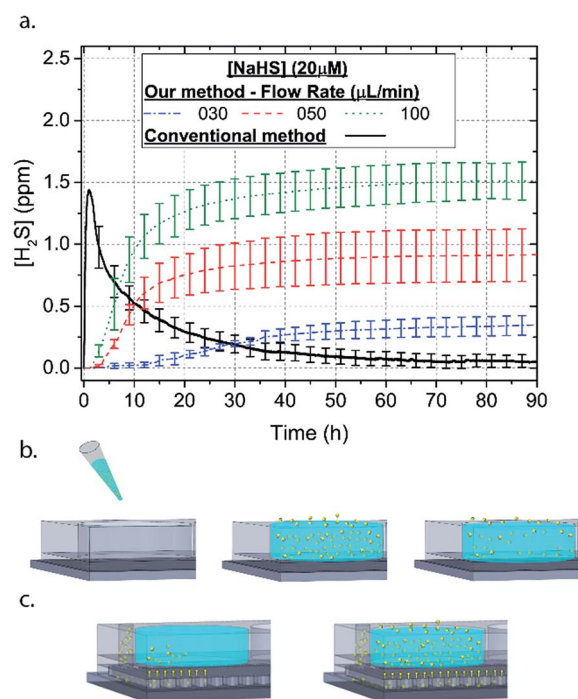 a.
[NaHS] (20µM)
Our method - Flow Rate (µL/min)
030 050 100
Conventional method
2.5
2.0
1.5
1.0
0.5
0.0
[H₂S] (ppm)
0 10 20 30 40 50 60 70 80 90
Time (h)
b.
c.